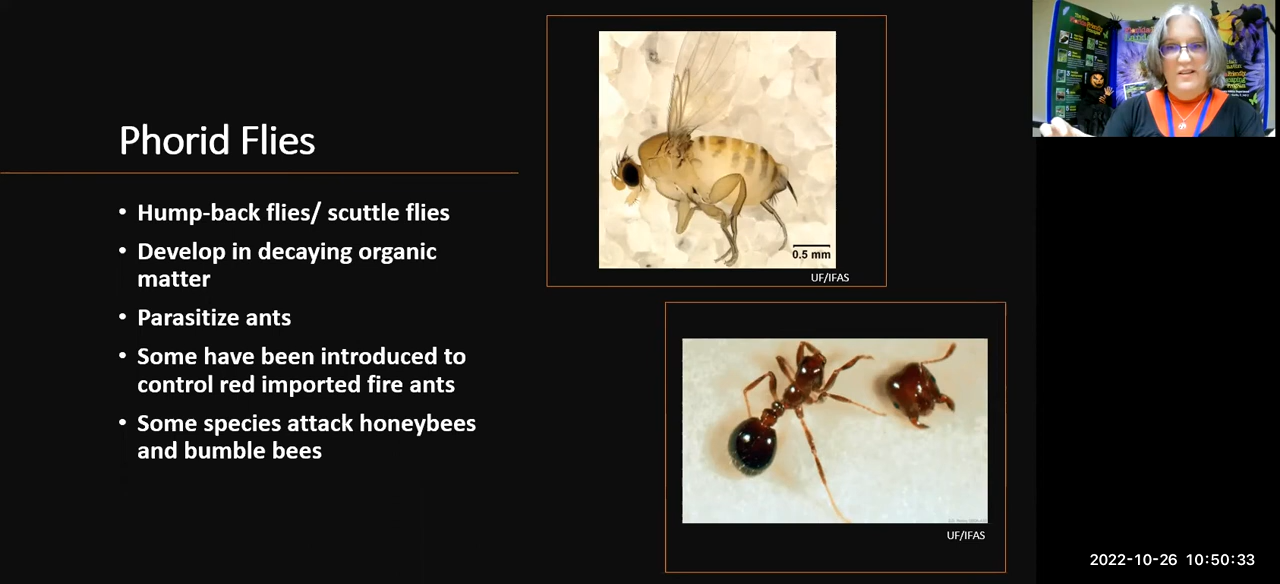 Phorid Flies
• Hump-back flies/ scuttle flies
• Develop in decaying organic
matter
• Parasitize ants
• Some have been introduced to
control red imported fire ants
• Some species attack honeybees
and bumble bees
0.5 mm
UF/IFAS
UF/IFAS
2022-10-26 10:50:33